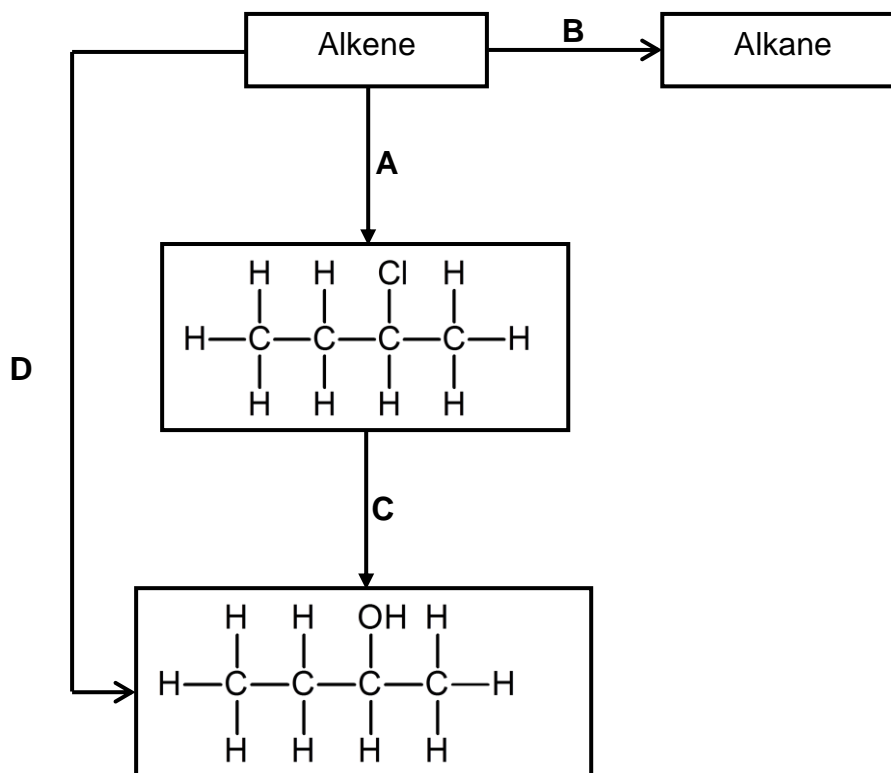 Alkene B Alkane
A
H H Cl H
H C C C C H
H H H H
D
C
H H OH H
H C C C C H
H H H H